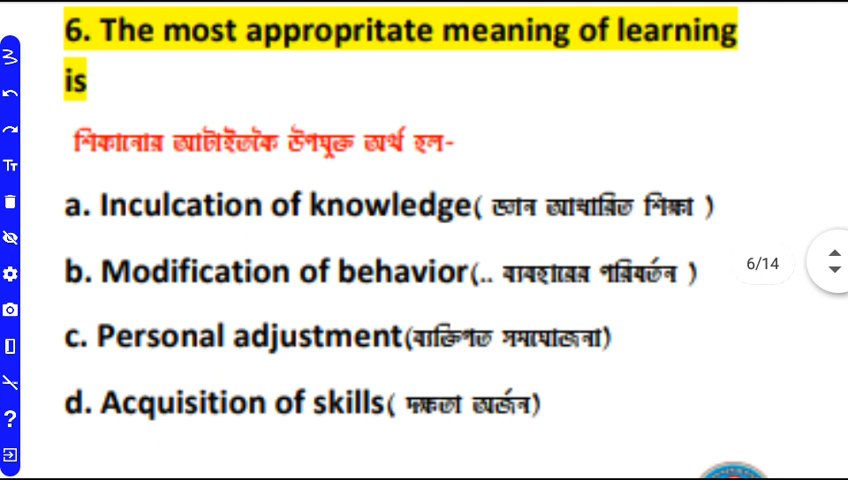 6. The most appropritate meaning of learning
is
শিকানোর আটাইতকৈ উপযুক্ত অর্থ হল-
a. Inculcation of knowledge( জ্ঞান আধারিত শিক্ষা )
b. Modification of behavior(.. ব্যবহারের পরিবর্তন )
6/14
c. Personal adjustment(ব্যক্তিগত সমযোজনা)
d. Acquisition of skills( দক্ষতা অর্জন)